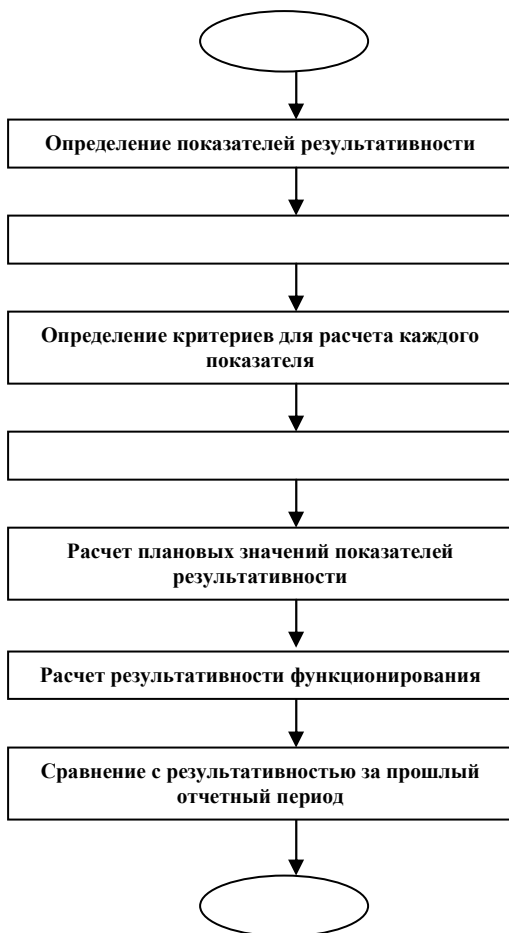 Определение показателей результативности
Определение критериев для расчета каждого
показателя
Расчет плановых значений показателей
результативности
Расчет результативности функционирования
Сравнение с результативностью за прошлый
отчетный период